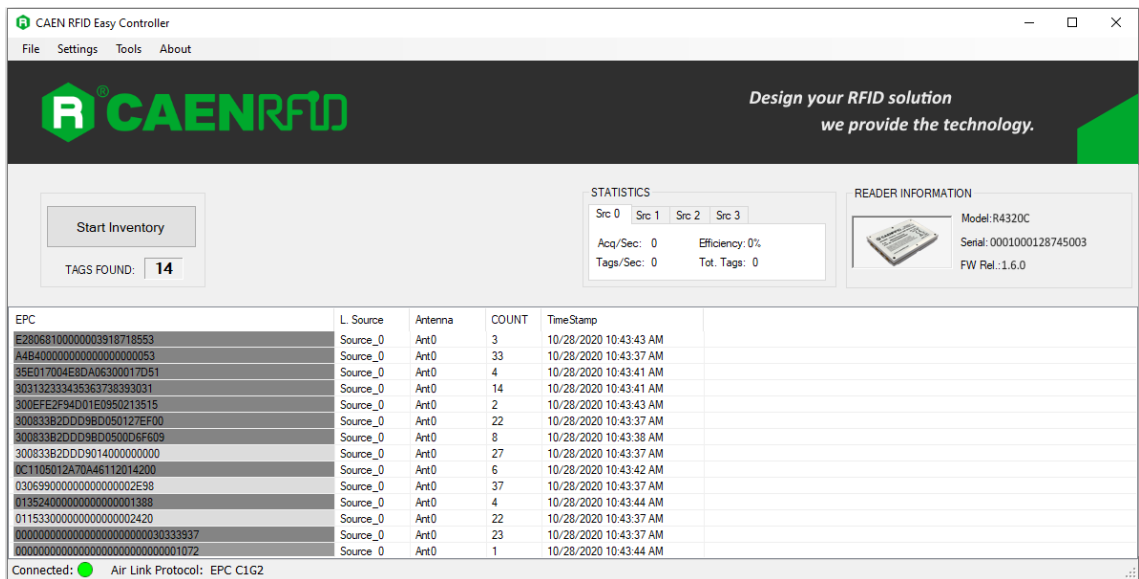 CAEN RFID Easy Controller
File Settings Tools About
R® CAENRFID
Design your RFID solution
we provide the technology.
Start Inventory
TAGS FOUND: 14
STATISTICS
Src 0 Src 1 Src 2 Src 3
Acq/Sec: 0 Efficiency: 0%
Tags/Sec: 0 Tot. Tags: 0
READER INFORMATION
Model:R4320C
Serial: 0001000128745003
FW Rel.:1.6.0
EPC L. Source Antenna COUNT TimeStamp
E28068100000003918718553 Source_0 Ant0 3 10/28/2020 10:43:43 AM
A4B400000000000000000053 Source_0 Ant0 33 10/28/2020 10:43:37 AM
35E017004E8DA06300017D51 Source_0 Ant0 4 10/28/2020 10:43:41 AM
303132333435363738393031 Source_0 Ant0 14 10/28/2020 10:43:41 AM
300EFE2F94D01E0950213515 Source_0 Ant0 2 10/28/2020 10:43:43 AM
300833B2DDD9BD050127EF00 Source_0 Ant0 22 10/28/2020 10:43:37 AM
300833B2DDD9BD0500D6F609 Source_0 Ant0 8 10/28/2020 10:43:38 AM
300833B2DDD9014000000000 Source_0 Ant0 27 10/28/2020 10:43:37 AM
0C1105012A70A46112014200 Source_0 Ant0 6 10/28/2020 10:43:42 AM
030699000000000000002E98 Source_0 Ant0 37 10/28/2020 10:43:37 AM
013524000000000000001388 Source_0 Ant0 4 10/28/2020 10:43:44 AM
011533000000000000002420 Source_0 Ant0 22 10/28/2020 10:43:37 AM
00000000000000000000000030333937 Source_0 Ant0 23 10/28/2020 10:43:37 AM
00000000000000000000000000001072 Source_0 Ant0 1 10/28/2020 10:43:44 AM
Connected: Air Link Protocol: EPC C1G2